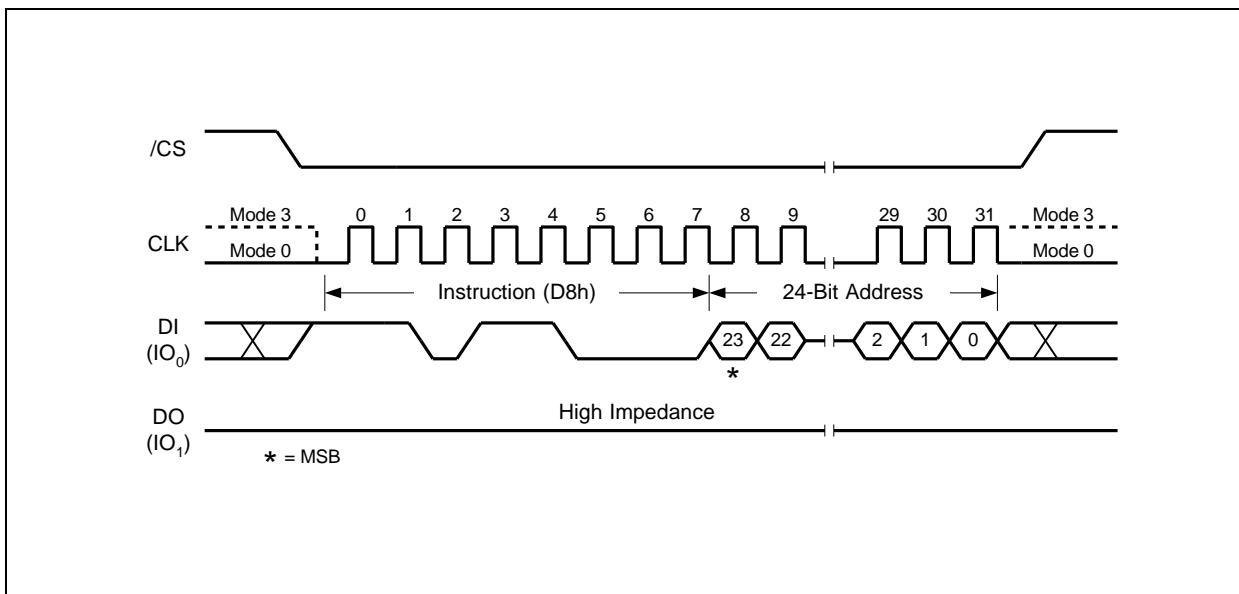 /CS
Mode 3 0 1 2 3 4 5 6 7 8 9 29 30 31 Mode 3
CLK
Mode 0 Mode 0
Instruction (D8h) 24-Bit Address
DI
(IO0)
23 22 2 1 0
*
High Impedance
DO
(IO1)
* = MSB